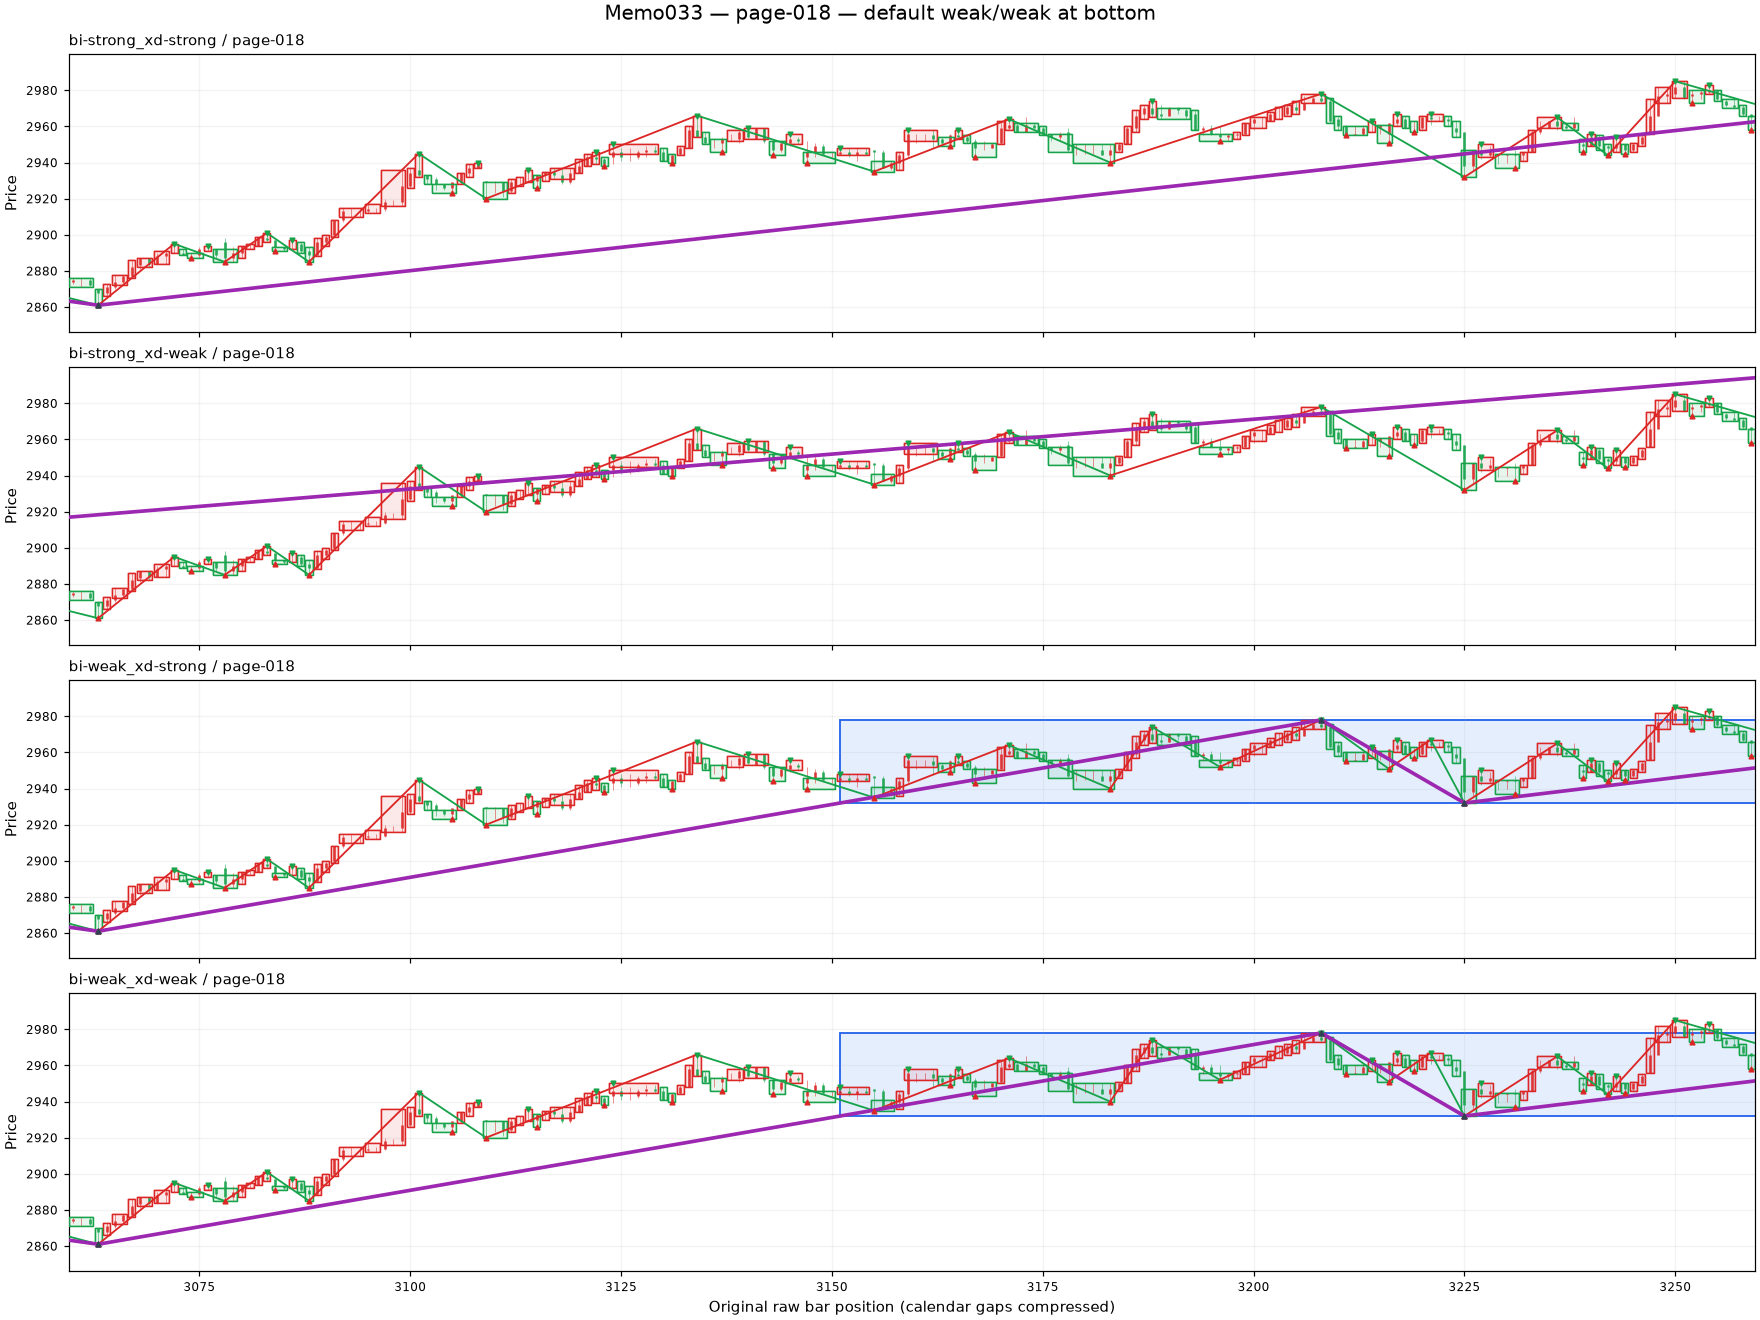 Memo033 — page-018 — default weak/weak at bottom
bi-strong_xd-strong / page-018
2980
2960
2940
2920
2900
2880
2860
Price
bi-strong_xd-weak / page-018
2980
2960
2940
2920
2900
2880
2860
Price
bi-weak_xd-strong / page-018
2980
2960
2940
2920
2900
2880
2860
Price
bi-weak_xd-weak / page-018
2980
2960
2940
2920
2900
2880
2860
Price
3075 3100 3125 3150 3175 3200 3225 3250
Original raw bar position (calendar gaps compressed)